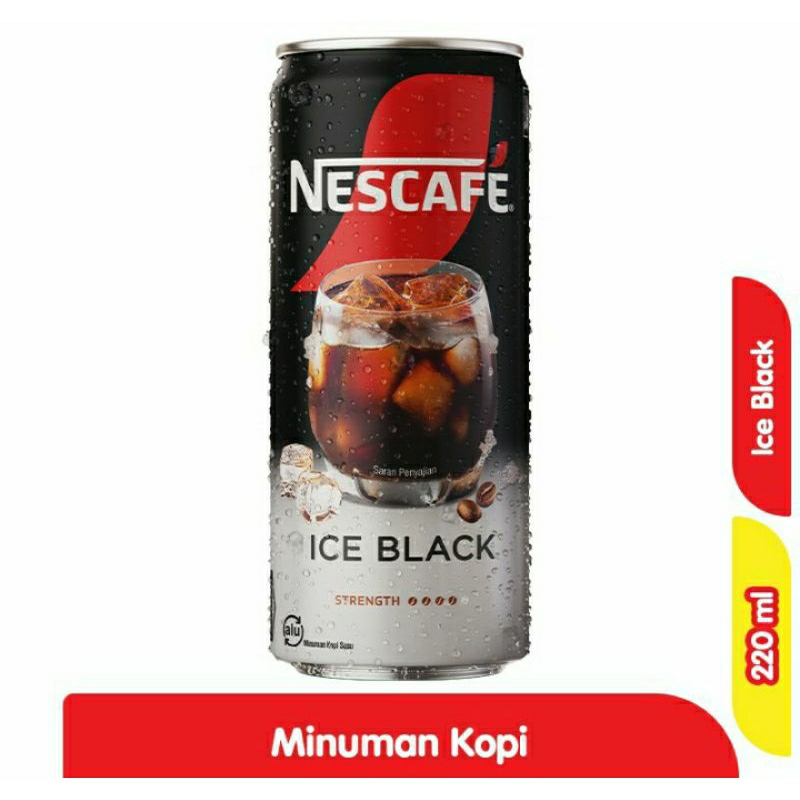 NESCAFÉ
Saran Penyajian
ICE BLACK
STRENGTH
alu
Minuman Kopi Susu
Ice Black
220 ml
Minuman Kopi